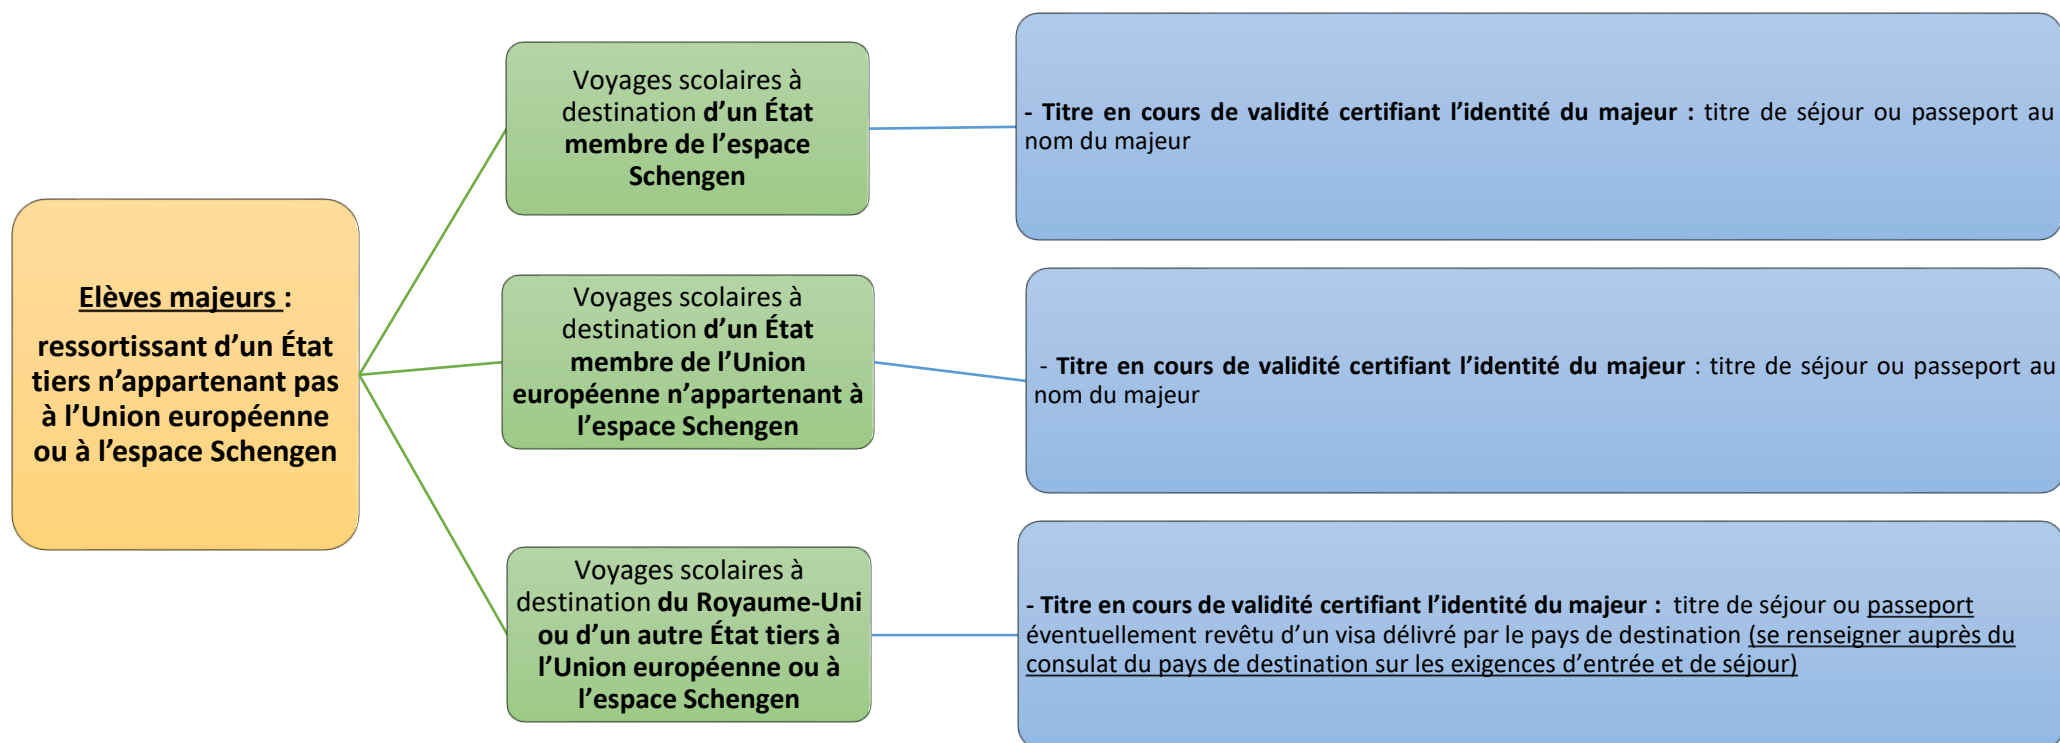 Elèves majeurs :
ressortissant d’un État
tiers n’appartenant pas
à l’Union européenne
ou à l’espace Schengen
Voyages scolaires à
destination d’un État
membre de l’espace
Schengen
- Titre en cours de validité certifiant l’identité du majeur : titre de séjour ou passeport au
nom du majeur
Voyages scolaires à
destination d’un État
membre de l’Union
européenne n’appartenant à
l’espace Schengen
- Titre en cours de validité certifiant l’identité du majeur : titre de séjour ou passeport au
nom du majeur
Voyages scolaires à
destination du Royaume-Uni
ou d’un autre État tiers à
l’Union européenne ou à
l’espace Schengen
- Titre en cours de validité certifiant l’identité du majeur : titre de séjour ou passeport
éventuellement revêtu d’un visa délivré par le pays de destination (se renseigner auprès du
consulat du pays de destination sur les exigences d’entrée et de séjour)